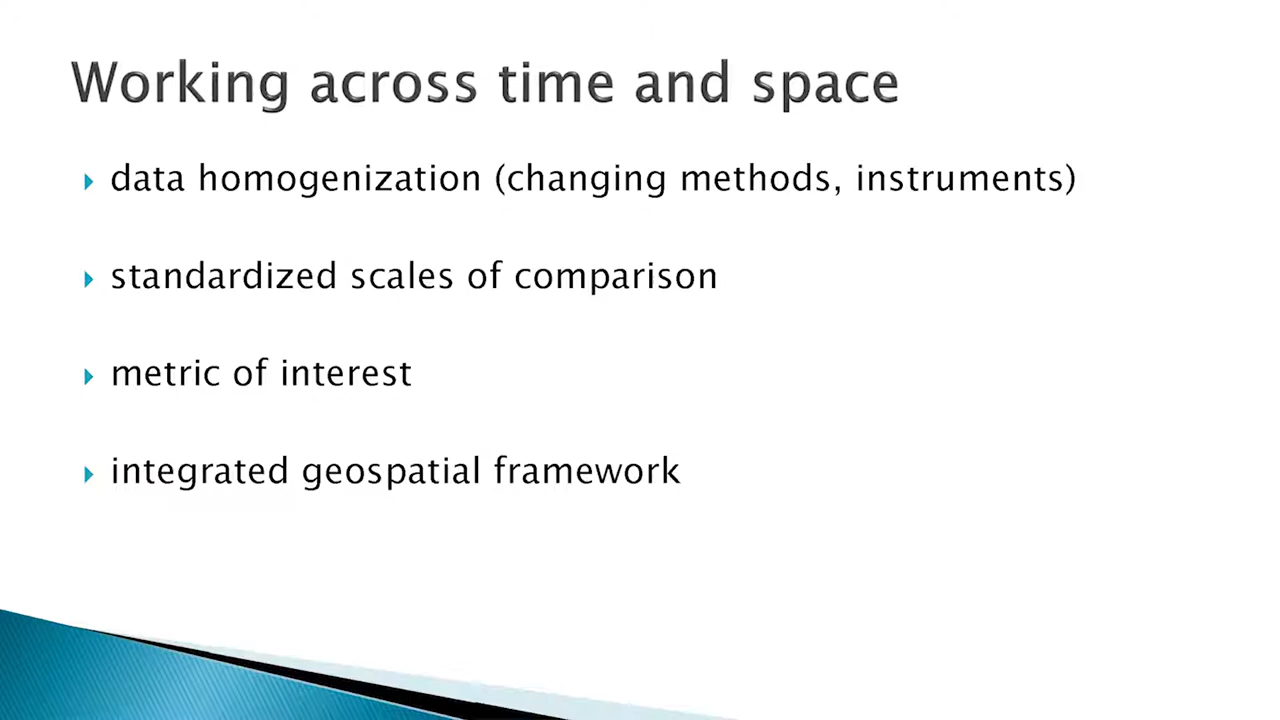 Working across time and space
data homogenization (changing methods, instruments)
standardized scales of comparison
metric of interest
integrated geospatial framework